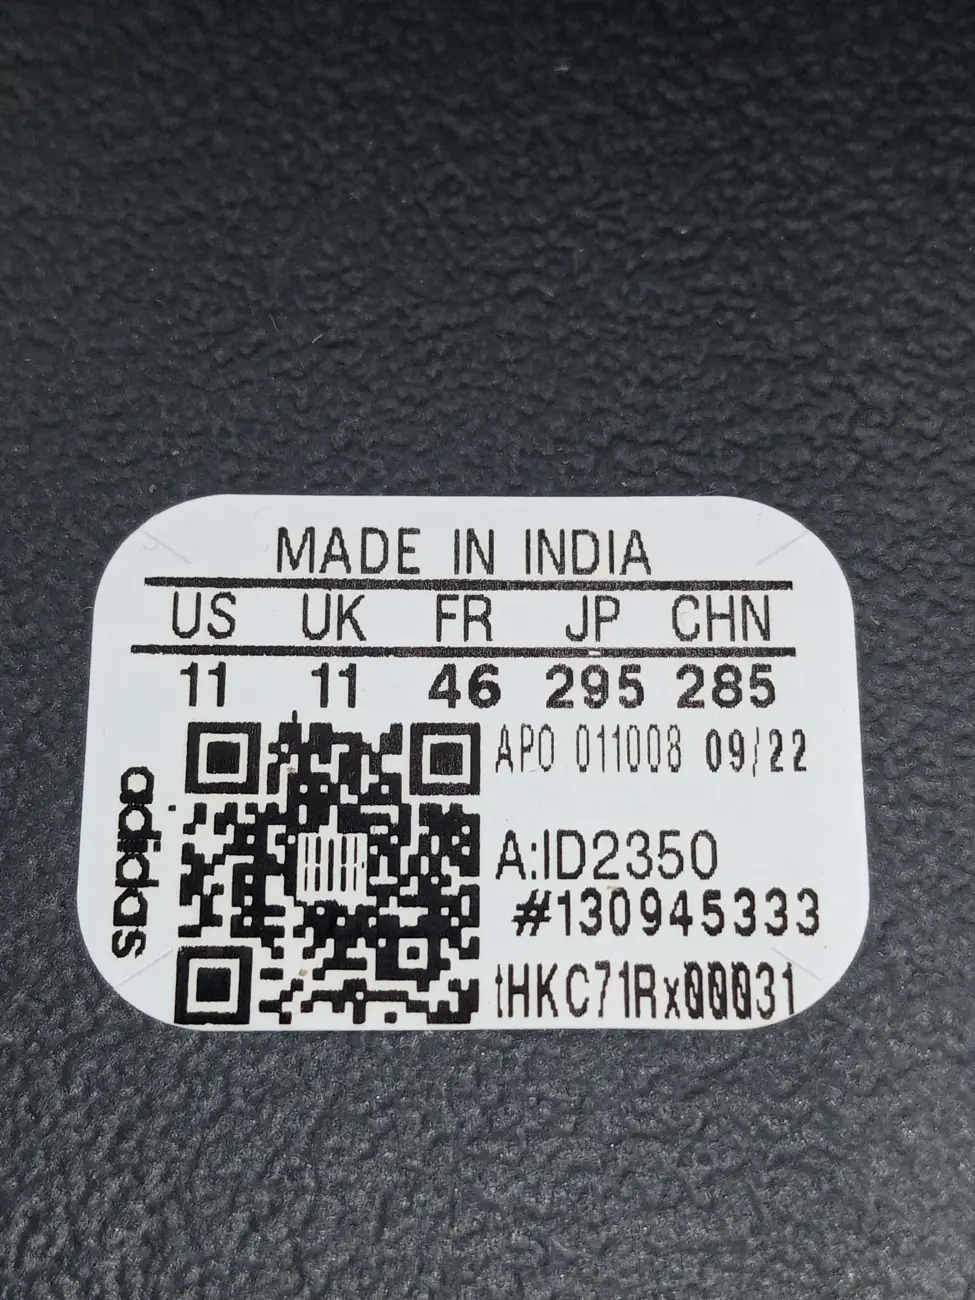 MADE IN INDIA
US UK FR JP CHN
11 11 46 295 285
APO 011008 09/22
A:ID2350
#130945333
tHKC71Rx00031
adidas